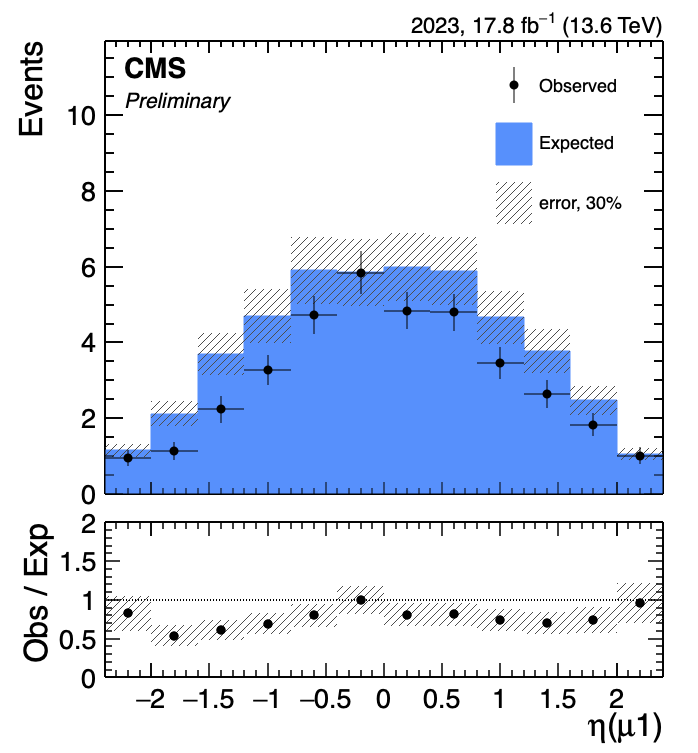 2023, 17.8 fb⁻¹ (13.6 TeV)
CMS
Preliminary
Events
Observed
Expected
error, 30%
10
8
6
4
2
0
Obs / Exp
2
1.5
1
0.5
0
−2 −1.5 −1 −0.5 0 0.5 1 1.5 2
η(μ1)